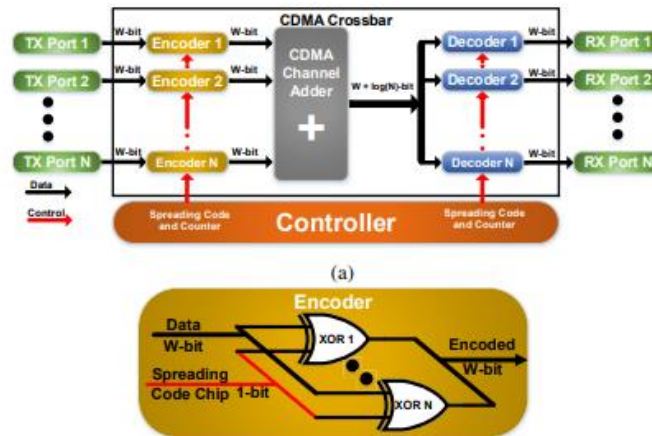 CDMA Crossbar
TX Port 1 W-bit Encoder 1 W-bit CDMA Channel Adder Decoder 1 W-bit RX Port 1
TX Port 2 W-bit Encoder 2 W-bit + W + log(N)-bit Decoder 2 W-bit RX Port 2
TX Port N W-bit Encoder N W-bit Decoder N W-bit RX Port N
Data
Control
Spreading Code and Counter
Controller
Spreading Code and Counter
(a)
Encoder
Data
W-bit
XOR 1
Encoded
W-bit
Spreading
Code Chip 1-bit
XOR N